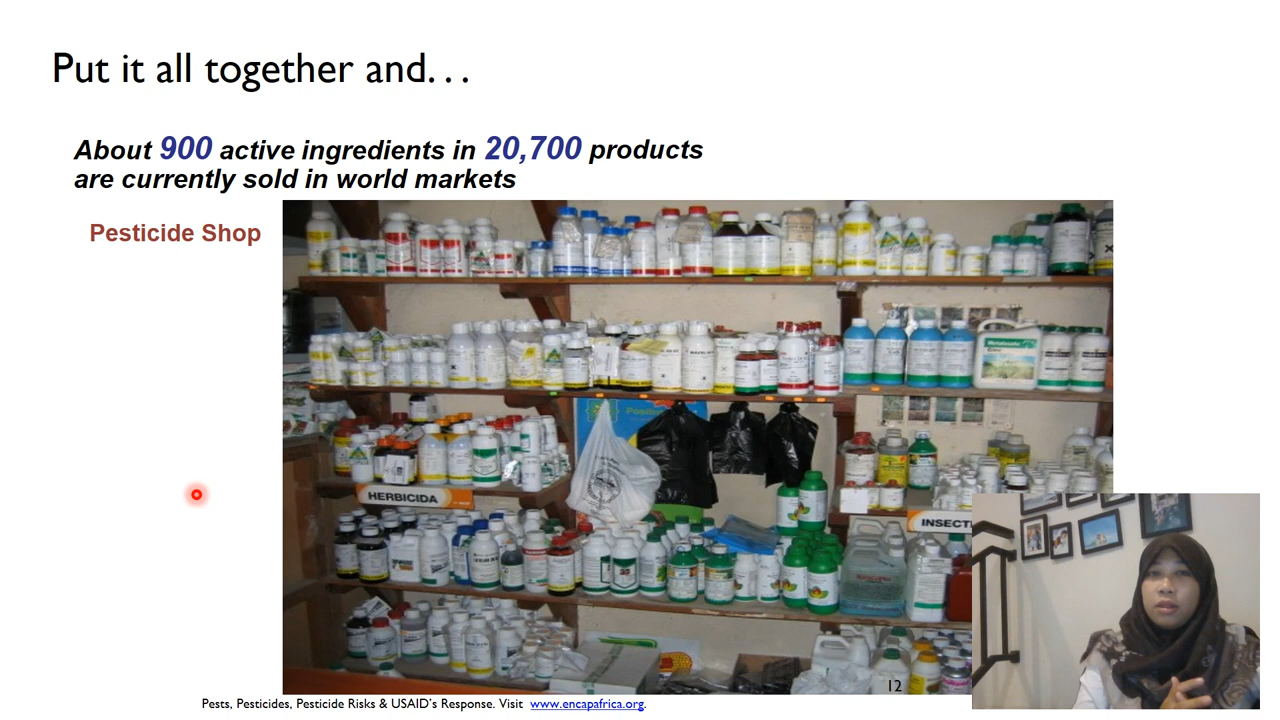 Put it all together and…
About 900 active ingredients in 20,700 products
are currently sold in world markets
Pesticide Shop
HERBICIDA
INSECTI
12
Pests, Pesticides, Pesticide Risks & USAID's Response. Visit www.encapafrica.org.